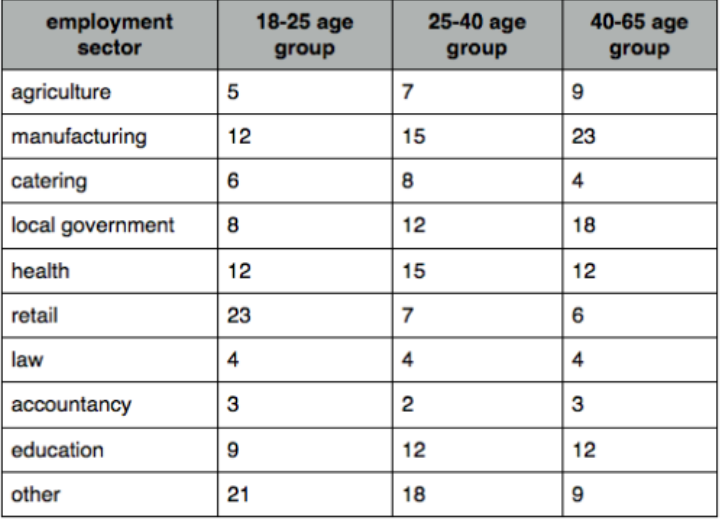 employment sector 18-25 age group 25-40 age group 40-65 age group
agriculture 5 7 9
manufacturing 12 15 23
catering 6 8 4
local government 8 12 18
health 12 15 12
retail 23 7 6
law 4 4 4
accountancy 3 2 3
education 9 12 12
other 21 18 9